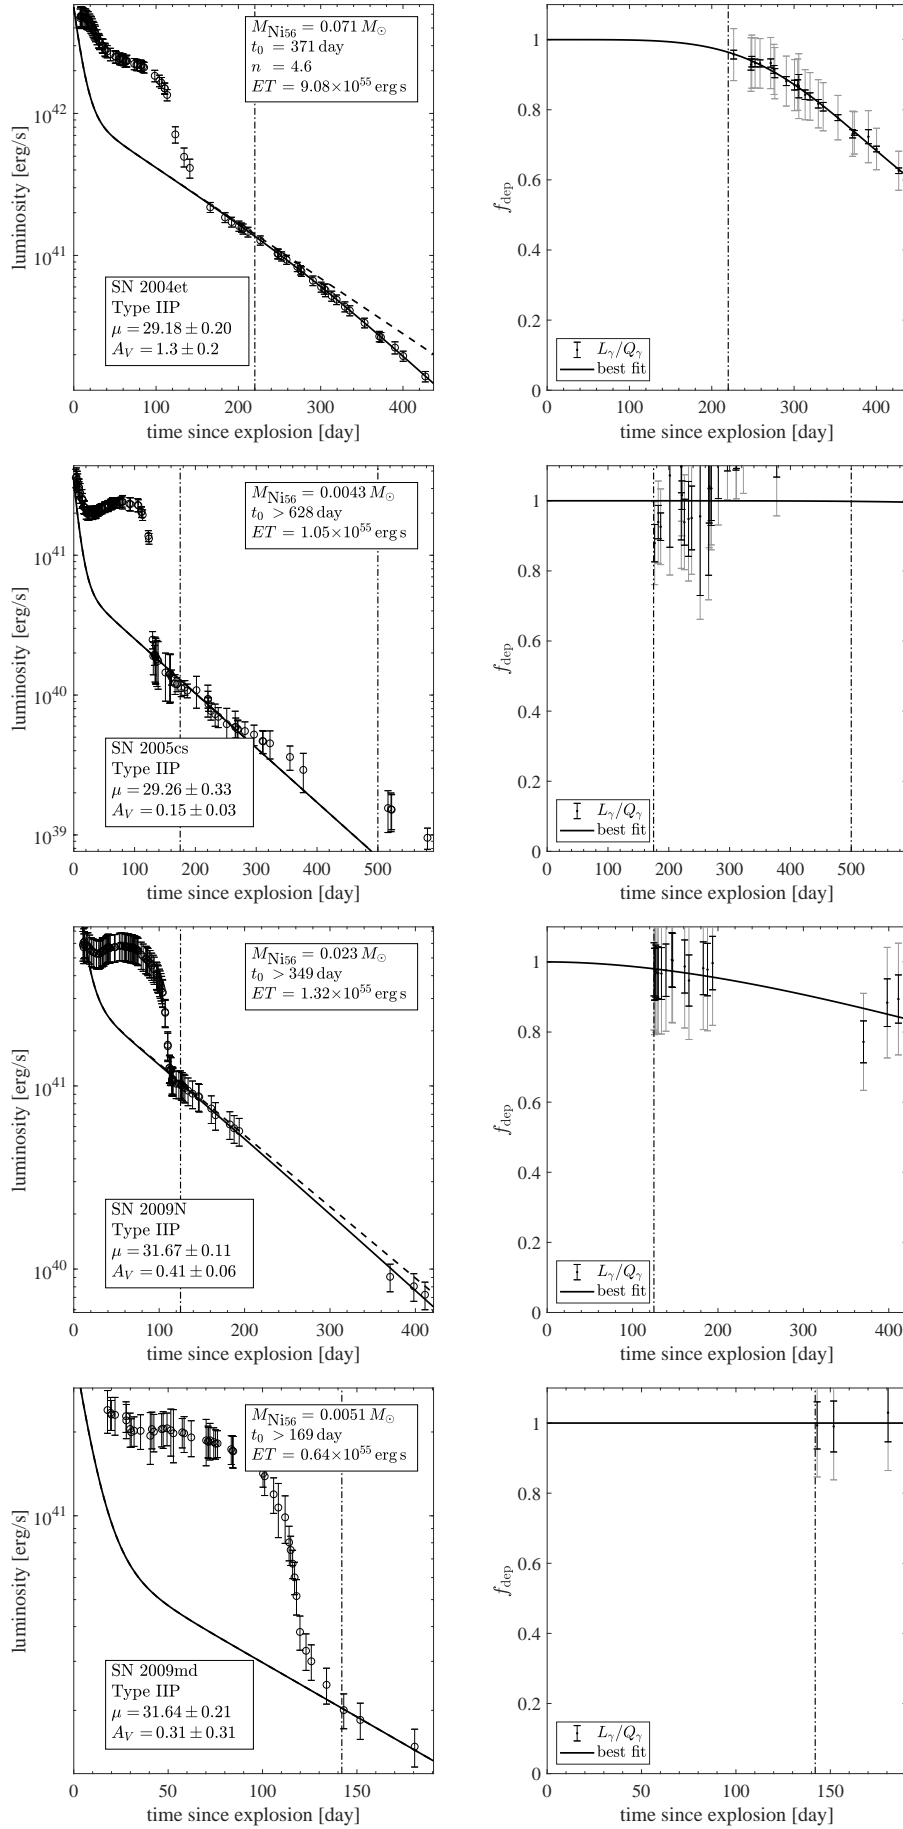 M_Ni56 = 0.071 M_⊙
t_0 = 371 day
n = 4.6
ET = 9.08×10^55 erg s
10^42
10^41
luminosity [erg/s]
SN 2004et
Type IIP
μ = 29.18 ± 0.20
A_V = 1.3 ± 0.2
0 100 200 300 400
time since explosion [day]
1
0.8
0.6
0.4
0.2
0
f_dep
L_γ/Q_γ
best fit
0 100 200 300 400
time since explosion [day]
M_Ni56 = 0.0043 M_⊙
t_0 > 628 day
ET = 1.05×10^55 erg s
10^41
10^40
10^39
luminosity [erg/s]
SN 2005cs
Type IIP
μ = 29.26 ± 0.33
A_V = 0.15 ± 0.03
0 100 200 300 400 500
time since explosion [day]
1
0.8
0.6
0.4
0.2
0
f_dep
L_γ/Q_γ
best fit
0 100 200 300 400 500
time since explosion [day]
M_Ni56 = 0.023 M_⊙
t_0 > 349 day
ET = 1.32×10^55 erg s
10^41
10^40
luminosity [erg/s]
SN 2009N
Type IIP
μ = 31.67 ± 0.11
A_V = 0.41 ± 0.06
0 100 200 300 400
time since explosion [day]
1
0.8
0.6
0.4
0.2
0
f_dep
L_γ/Q_γ
best fit
0 100 200 300 400
time since explosion [day]
M_Ni56 = 0.0051 M_⊙
t_0 > 169 day
ET = 0.64×10^55 erg s
10^41
luminosity [erg/s]
SN 2009md
Type IIP
μ = 31.64 ± 0.21
A_V = 0.31 ± 0.31
0 50 100 150
time since explosion [day]
1
0.8
0.6
0.4
0.2
0
f_dep
L_γ/Q_γ
best fit
0 50 100 150
time since explosion [day]